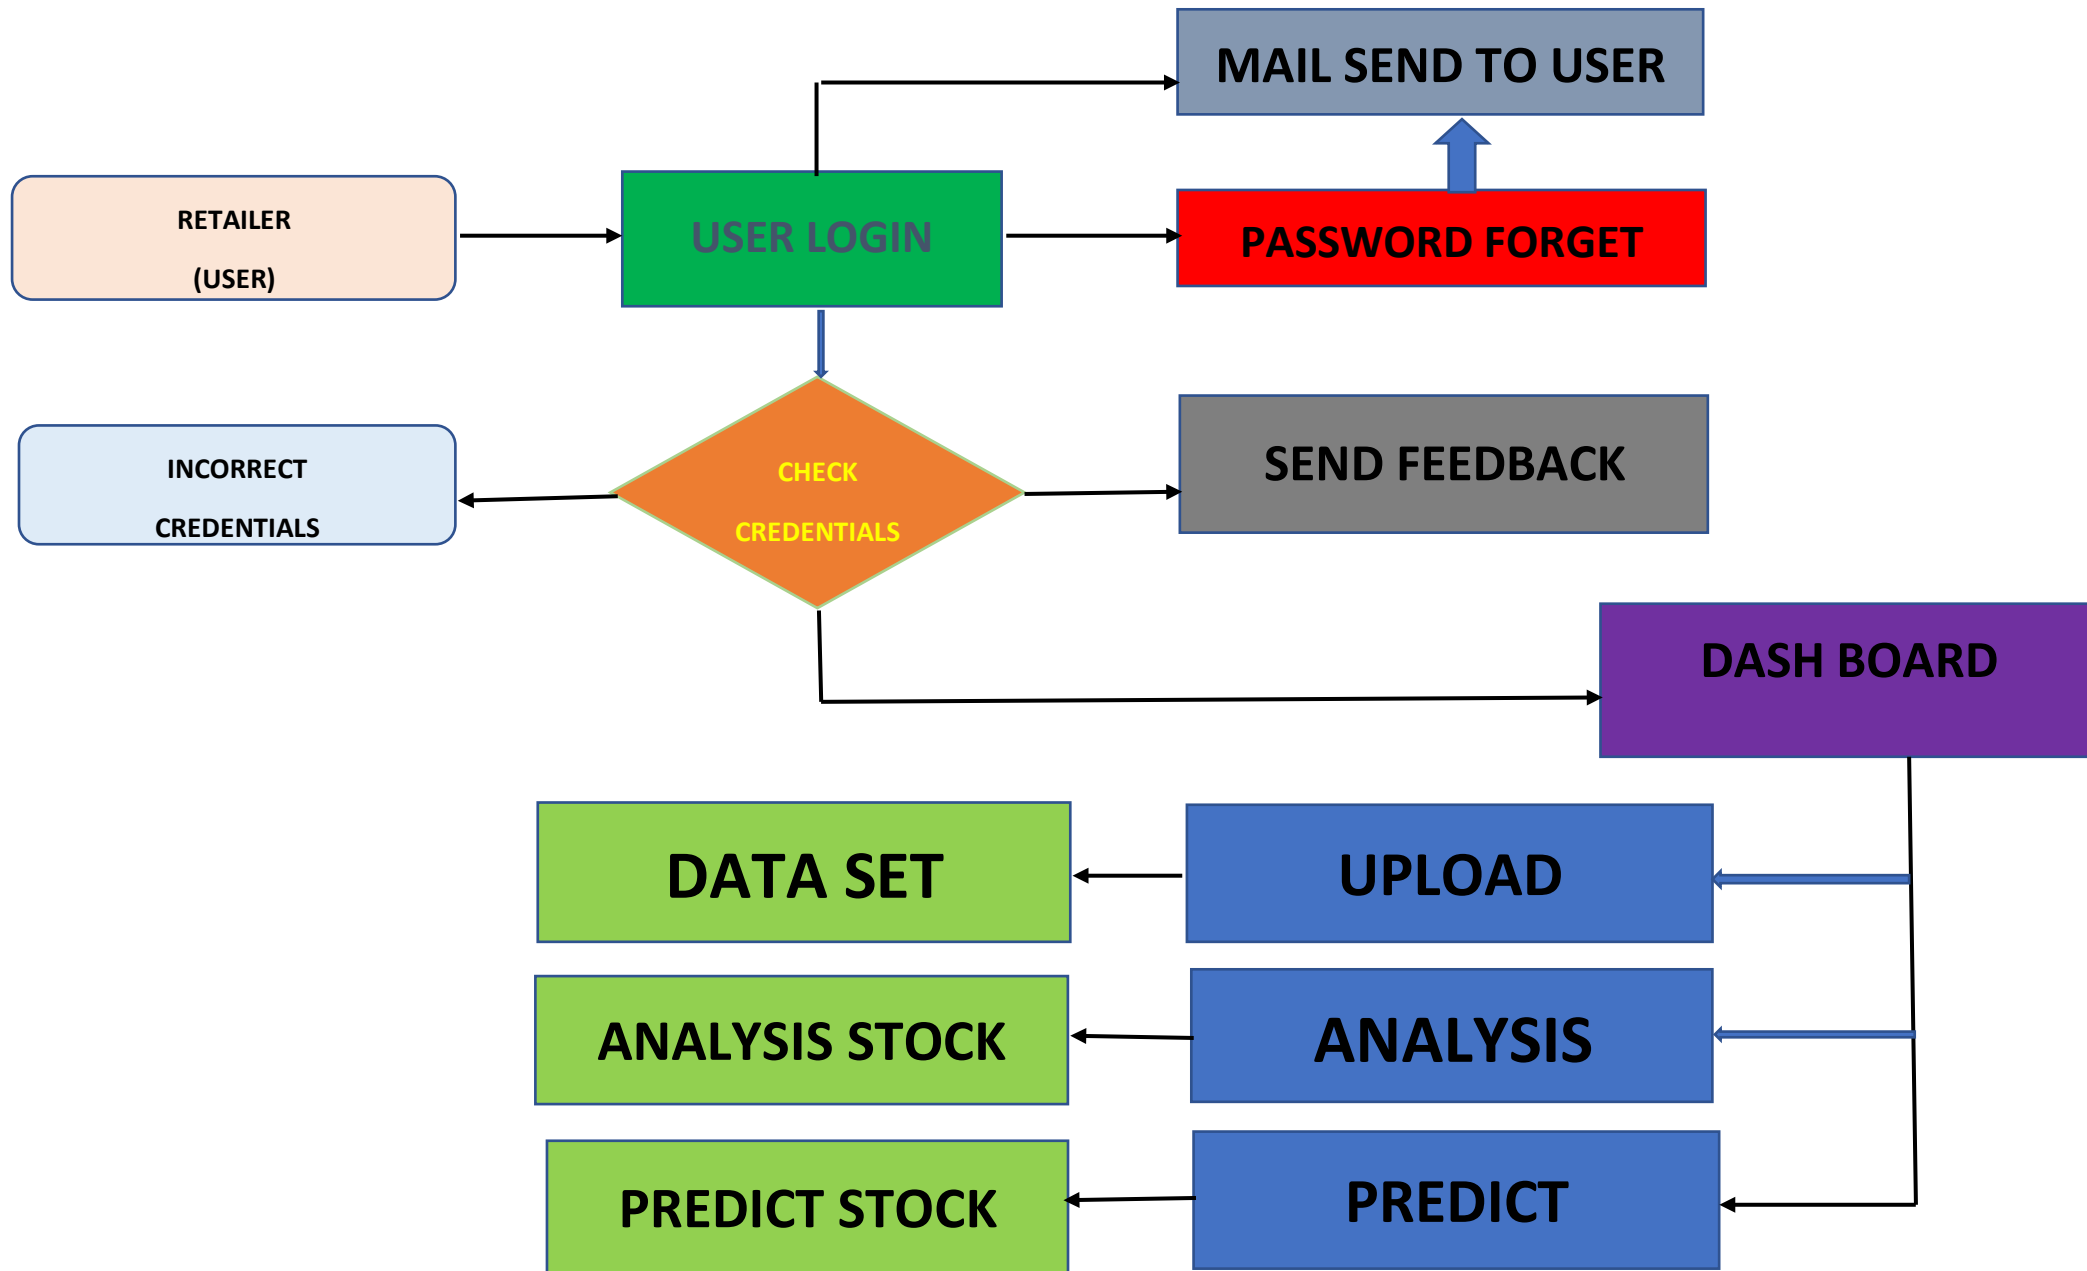 MAIL SEND TO USER
RETAILER
(USER)
USER LOGIN
PASSWORD FORGET
INCORRECT
CREDENTIALS
CHECK
CREDENTIALS
SEND FEEDBACK
DASH BOARD
DATA SET
UPLOAD
ANALYSIS STOCK
ANALYSIS
PREDICT STOCK
PREDICT